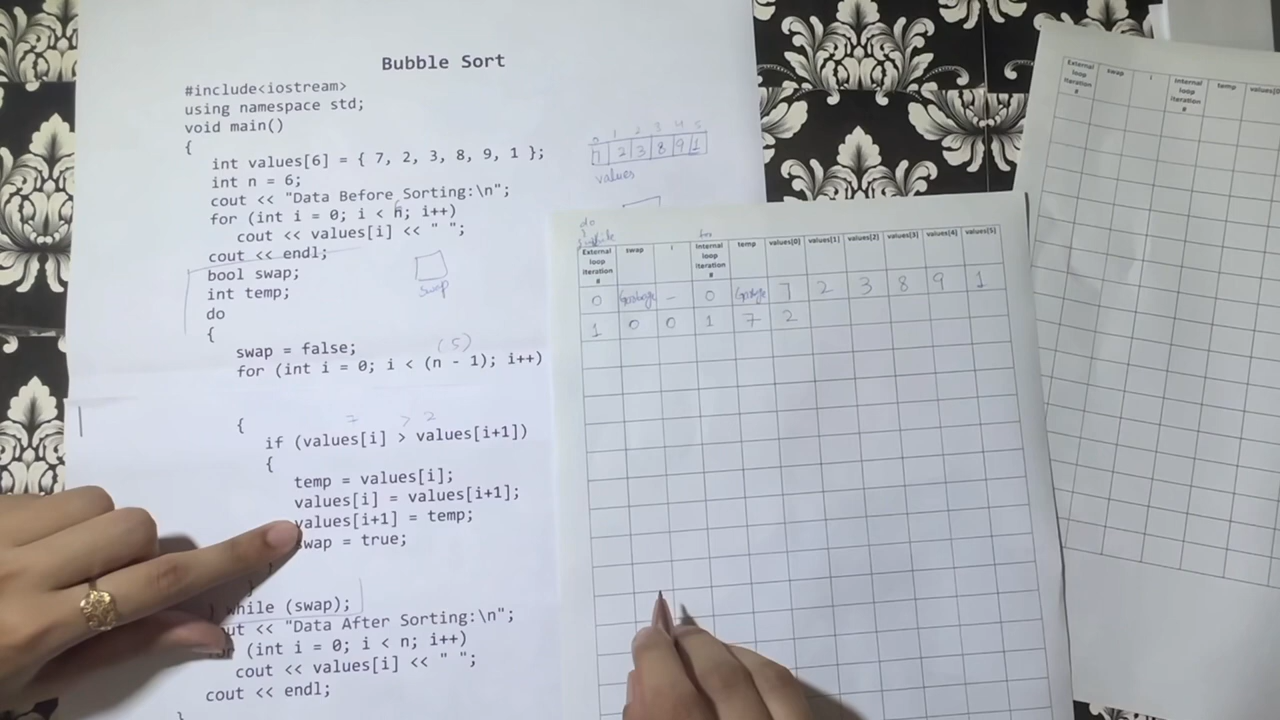 Bubble Sort
#include<iostream>
using namespace std;
void main()
{
int values[6] = { 7, 2, 3, 8, 9, 1 };
int n = 6;
cout << "Data Before Sorting:\n";
6
for (int i = 0; i < n; i++)
cout << values[i] << " ";
cout << endl;
bool swap;
int temp;
do
{
swap = false;
(5)
for (int i = 0; i < (n - 1); i++)
{
7 > 2
if (values[i] > values[i+1])
{
temp = values[i];
values[i] = values[i+1];
values[i+1] = temp;
swap = true;
}
while (swap);
"Data After Sorting:\n";
(int i = 0; i < n; i++)
cout << values[i] << " ";
cout << endl;
0 1 2 3 4 5
7 2 3 8 9 1
values
swap
do
}while
for
External loop iteration # swap i Internal loop iteration # temp values[0] values[1] values[2] values[3] values[4] values[5]
0 Garbage - 0 Garbage 7 2 3 8 9 1
1 0 0 1 7 2
External loop iteration # swap i Internal loop iteration # temp